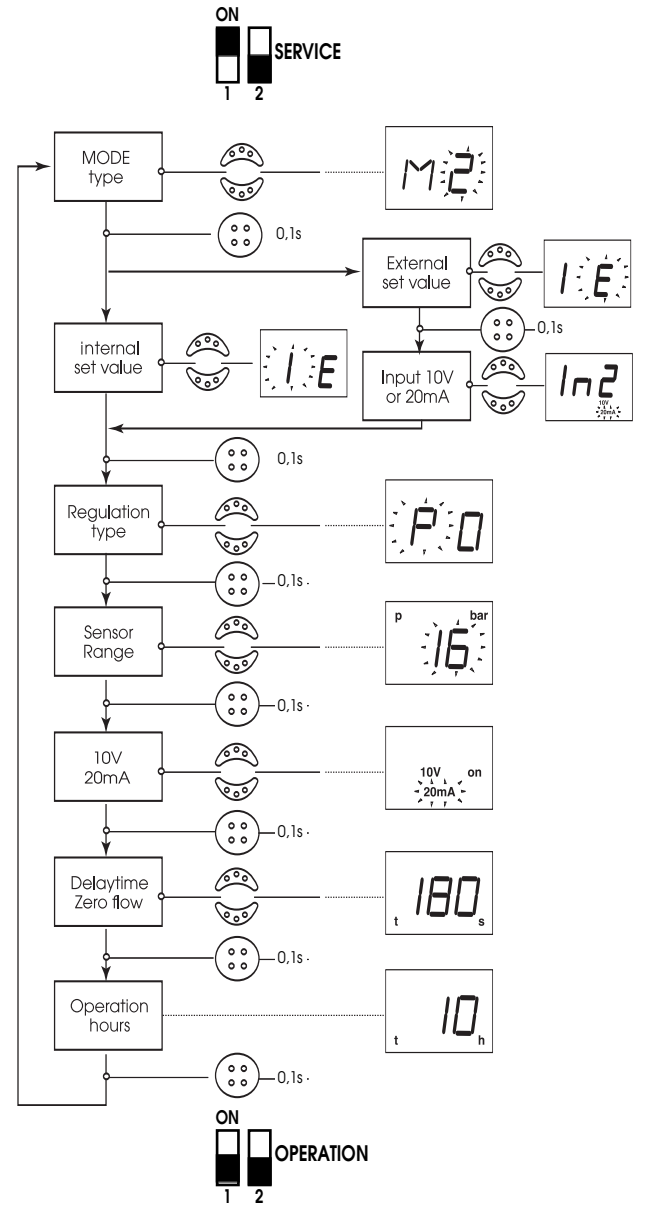 ON
SERVICE
1 2
MODE
type
M2
0,1s
External
set value
I E
0,1s
internal
set value
I E
Input 10V
or 20mA
In2
10V
20mA
0,1s
Regulation
type
P 0
0,1s
Sensor
Range
p bar
16
0,1s
10V
20mA
10V on
20mA
0,1s
Delaytime
Zero flow
180
t s
0,1s
Operation
hours
10
t h
0,1s
ON
OPERATION
1 2